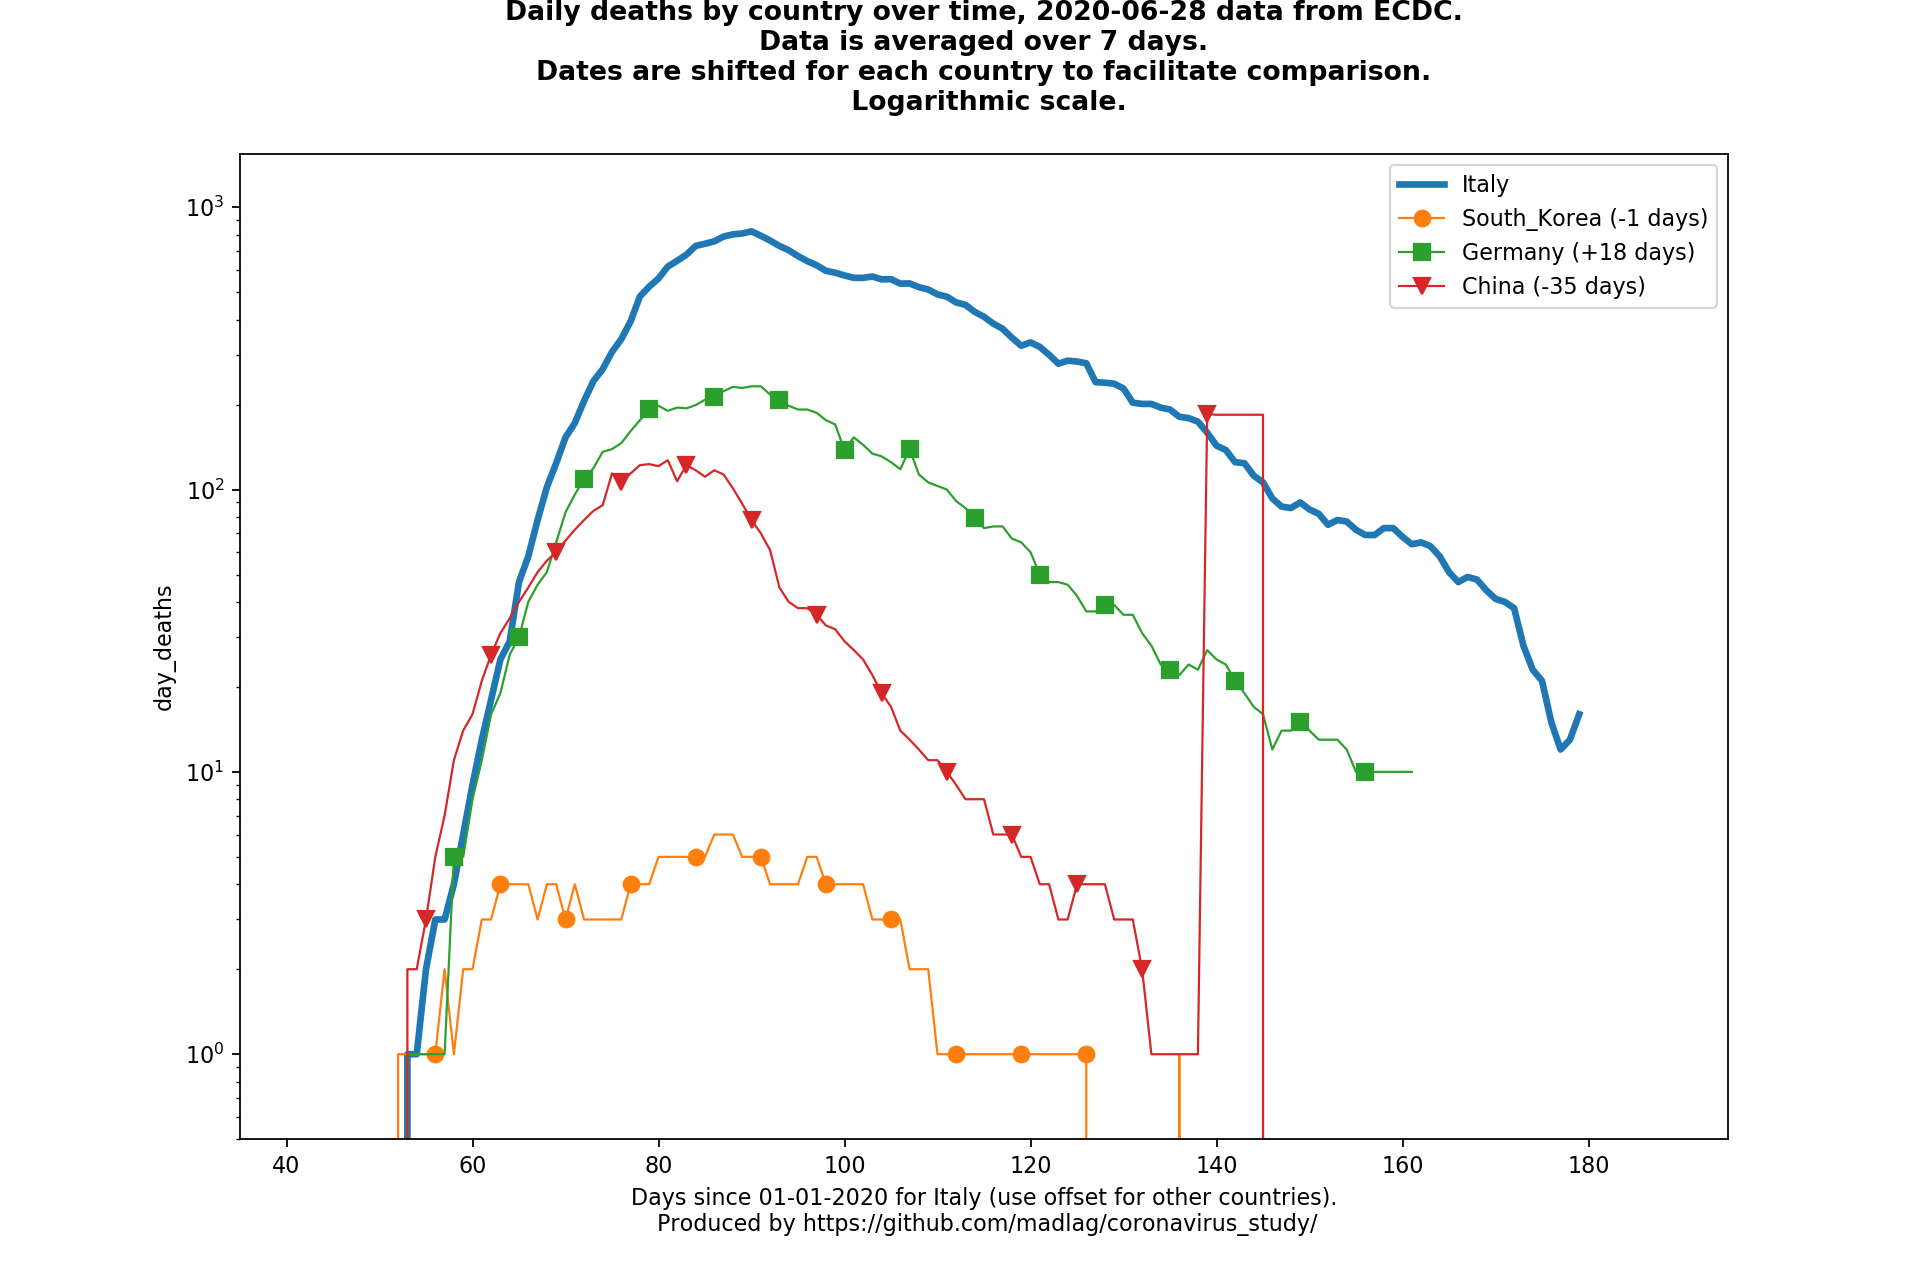 Daily deaths by country over time, 2020-06-28 data from ECDC.
Data is averaged over 7 days.
Dates are shifted for each country to facilitate comparison.
Logarithmic scale.
Italy
South_Korea (-1 days)
Germany (+18 days)
China (-35 days)
10³
10²
10¹
10⁰
day_deaths
40 60 80 100 120 140 160 180
Days since 01-01-2020 for Italy (use offset for other countries).
Produced by https://github.com/madlag/coronavirus_study/